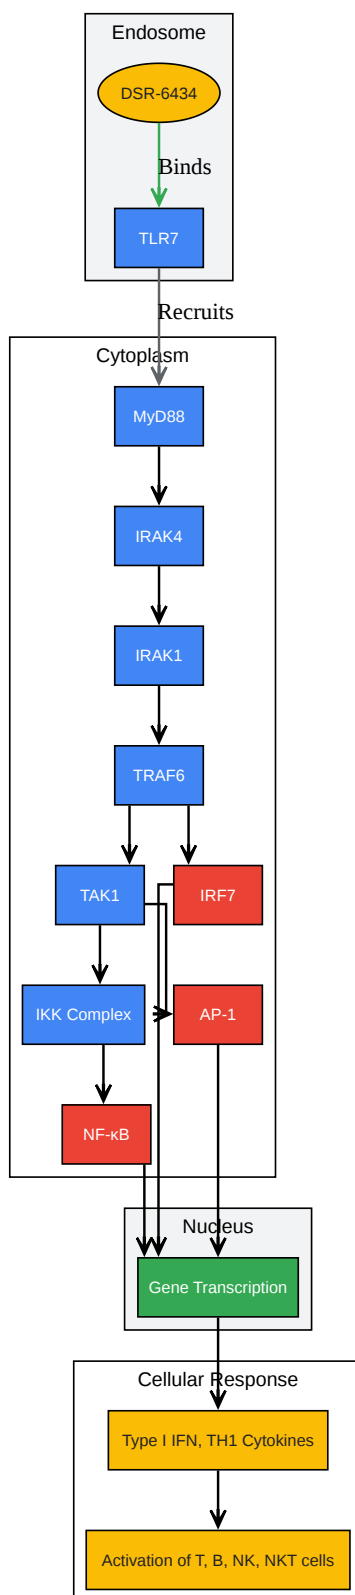 Endosome
DSR-6434
Binds
TLR7
Recruits
Cytoplasm
MyD88
IRAK4
IRAK1
TRAF6
TAK1
IRF7
IKK Complex
AP-1
NF-κB
Nucleus
Gene Transcription
Cellular Response
Type I IFN, TH1 Cytokines
Activation of T, B, NK, NKT cells